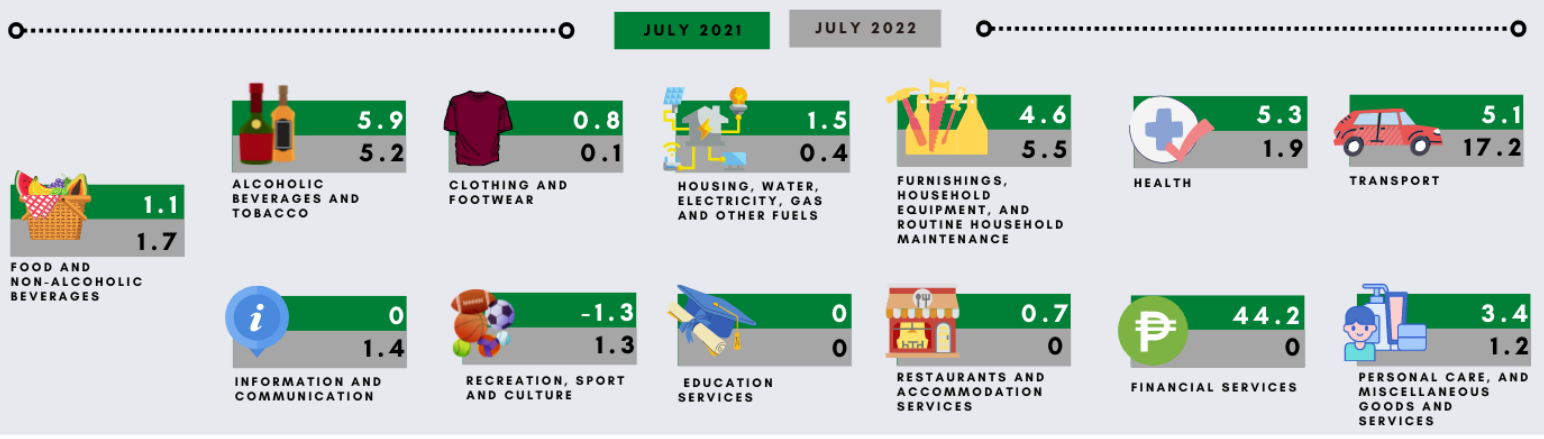 JULY 2021
JULY 2022
1.1
1.7
FOOD AND
NON-ALCOHOLIC
BEVERAGES
5.9
5.2
ALCOHOLIC
BEVERAGES AND
TOBACCO
0.8
0.1
CLOTHING AND
FOOTWEAR
1.5
0.4
HOUSING, WATER,
ELECTRICITY, GAS
AND OTHER FUELS
4.6
5.5
FURNISHINGS,
HOUSEHOLD
EQUIPMENT, AND
ROUTINE HOUSEHOLD
MAINTENANCE
5.3
1.9
HEALTH
5.1
17.2
TRANSPORT
i
0
1.4
INFORMATION AND
COMMUNICATION
-1.3
1.3
RECREATION, SPORT
AND CULTURE
0
0
EDUCATION
SERVICES
0.7
0
RESTAURANTS AND
ACCOMMODATION
SERVICES
₱
44.2
0
FINANCIAL SERVICES
3.4
1.2
PERSONAL CARE, AND
MISCELLANEOUS
GOODS AND
SERVICES